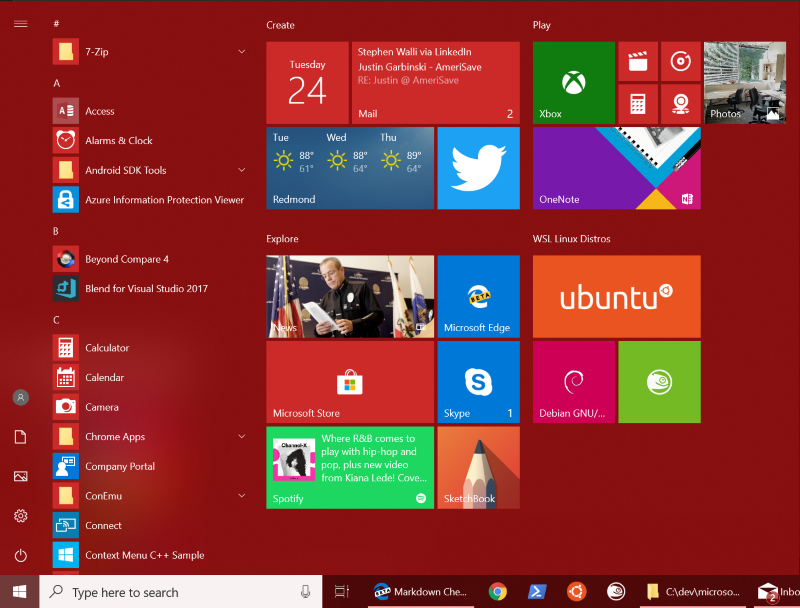 #
7-Zip
A
Access
Alarms & Clock
Android SDK Tools
Azure Information Protection Viewer
B
Beyond Compare 4
Blend for Visual Studio 2017
C
Calculator
Calendar
Camera
Chrome Apps
Company Portal
ConEmu
Connect
Context Menu C++ Sample
Create
Tuesday
24
Stephen Walli via LinkedIn
Justin Garbinski - AmeriSave
RE: Justin @ AmeriSave
Mail
2
Tue
Wed
Thu
88°
88°
89°
61°
64°
64°
Redmond
Play
Xbox
Photos
OneNote
Explore
News
BETA
Microsoft Edge
Microsoft Store
Skype
1
Channel-X
Where R&B comes to
play with hip-hop and
pop, plus new video
from Kiana Lede! Cove...
Spotify
SketchBook
WSL Linux Distros
ubuntu
Debian GNU/...
Type here to search
BETA
Markdown Che...
C:\dev\microso...
2
Inbo